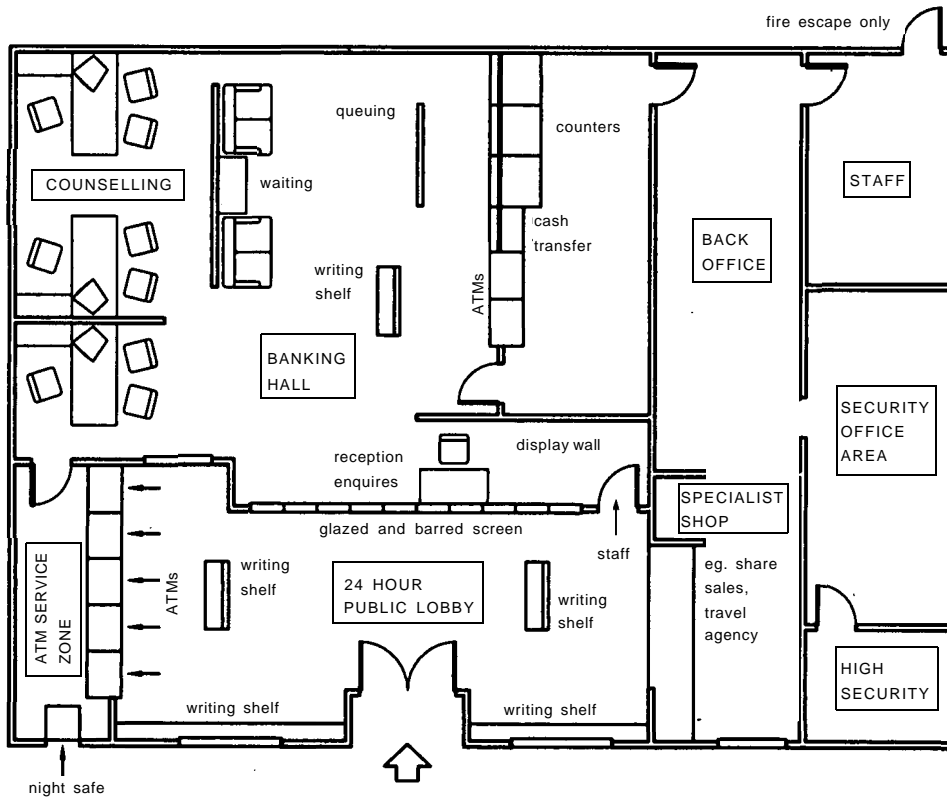 fire escape only
queuing
counters
COUNSELLING
waiting
STAFF
cash
transfer
BACK
OFFICE
writing
shelf
ATMs
BANKING
HALL
SECURITY
OFFICE
AREA
display wall
reception
enquires
SPECIALIST
SHOP
glazed and barred screen
staff
eg. share
sales,
travel
agency
writing
shelf
24 HOUR
PUBLIC LOBBY
writing
shelf
ATMs
ATM SERVICE
ZONE
HIGH
SECURITY
writing shelf
writing shelf
night safe